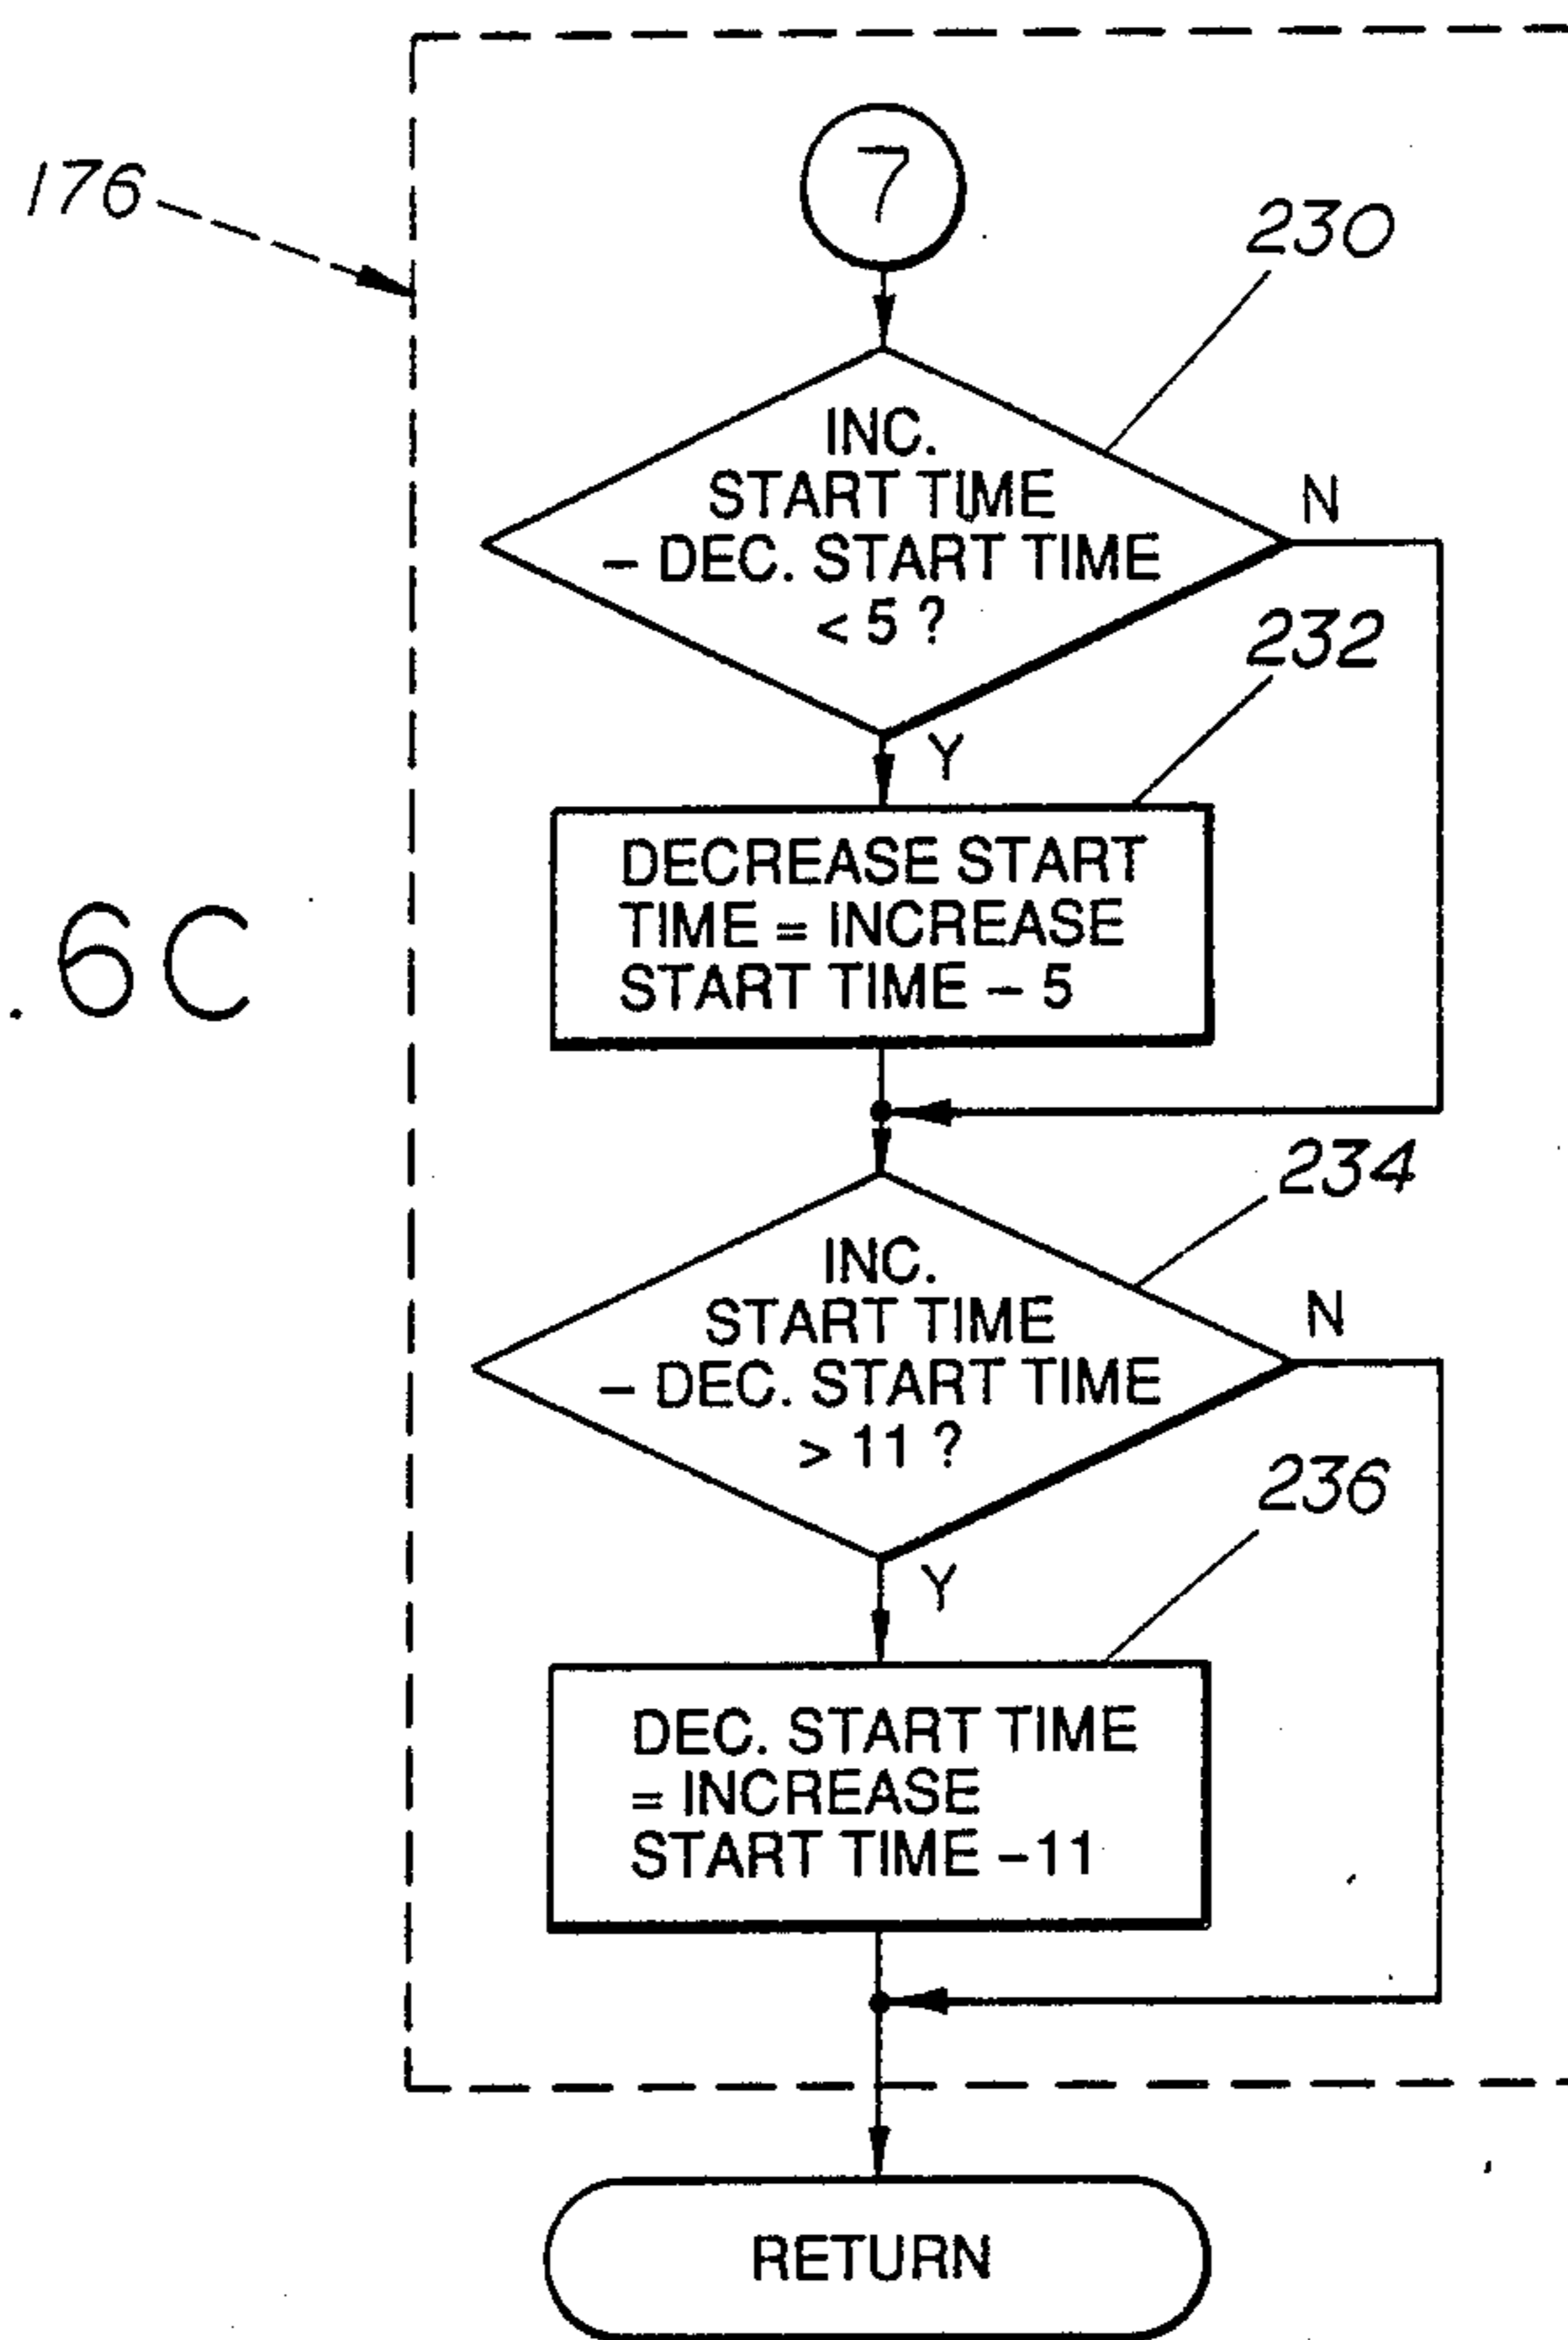 176
7
230
INC.
START TIME
– DEC. START TIME
< 5 ?
N
232
Y
DECREASE START
TIME = INCREASE
START TIME – 5
. 6C
234
INC.
START TIME
– DEC. START TIME
> 11 ?
N
236
Y
DEC. START TIME
= INCREASE
START TIME –11
RETURN